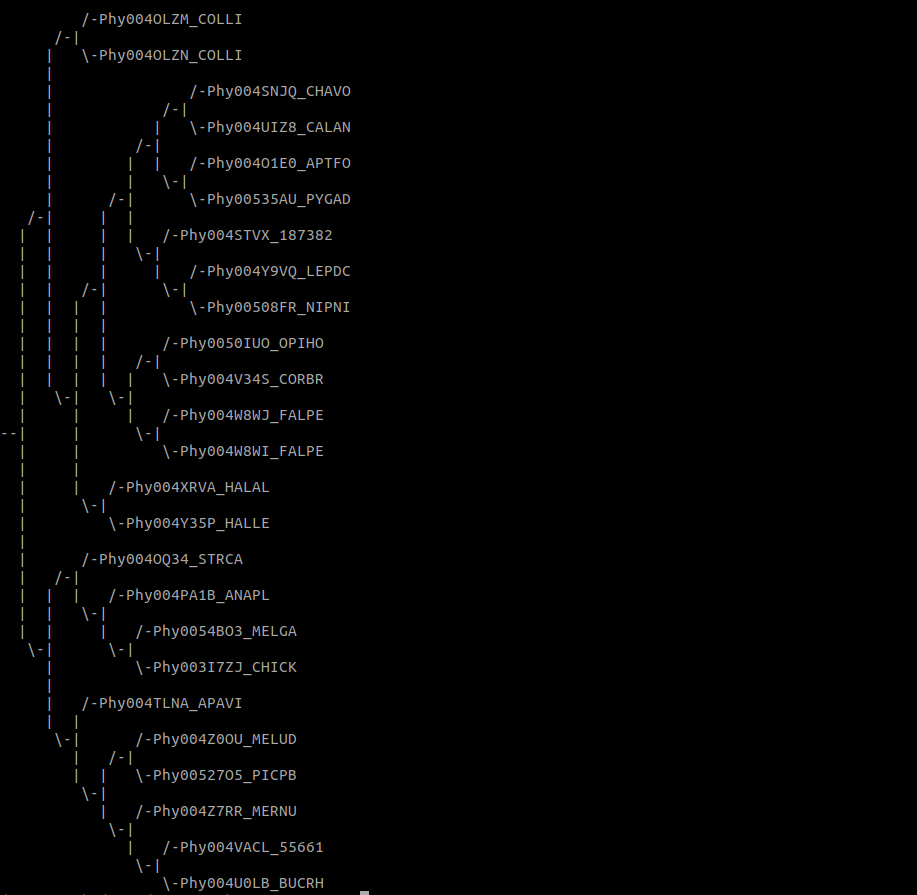 /-Phy004OLZM_COLLI
\-Phy004OLZN_COLLI
/-Phy004SNJQ_CHAVO
\-Phy004UIZ8_CALAN
/-Phy004O1E0_APTFO
\-Phy00535AU_PYGAD
/-Phy004STVX_187382
/-Phy004Y9VQ_LEPDC
\-Phy00508FR_NIPNI
/-Phy0050IUO_OPIHO
\-Phy004V34S_CORBR
/-Phy004W8WJ_FALPE
\-Phy004W8WI_FALPE
/-Phy004XRVA_HALAL
\-Phy004Y35P_HALLE
/-Phy004OQ34_STRCA
/-Phy004PA1B_ANAPL
/-Phy0054BO3_MELGA
\-Phy003I7ZJ_CHICK
/-Phy004TLNA_APAVI
/-Phy004Z0OU_MELUD
\-Phy00527O5_PICPB
/-Phy004Z7RR_MERNU
/-Phy004VACL_55661
\-Phy004U0LB_BUCRH